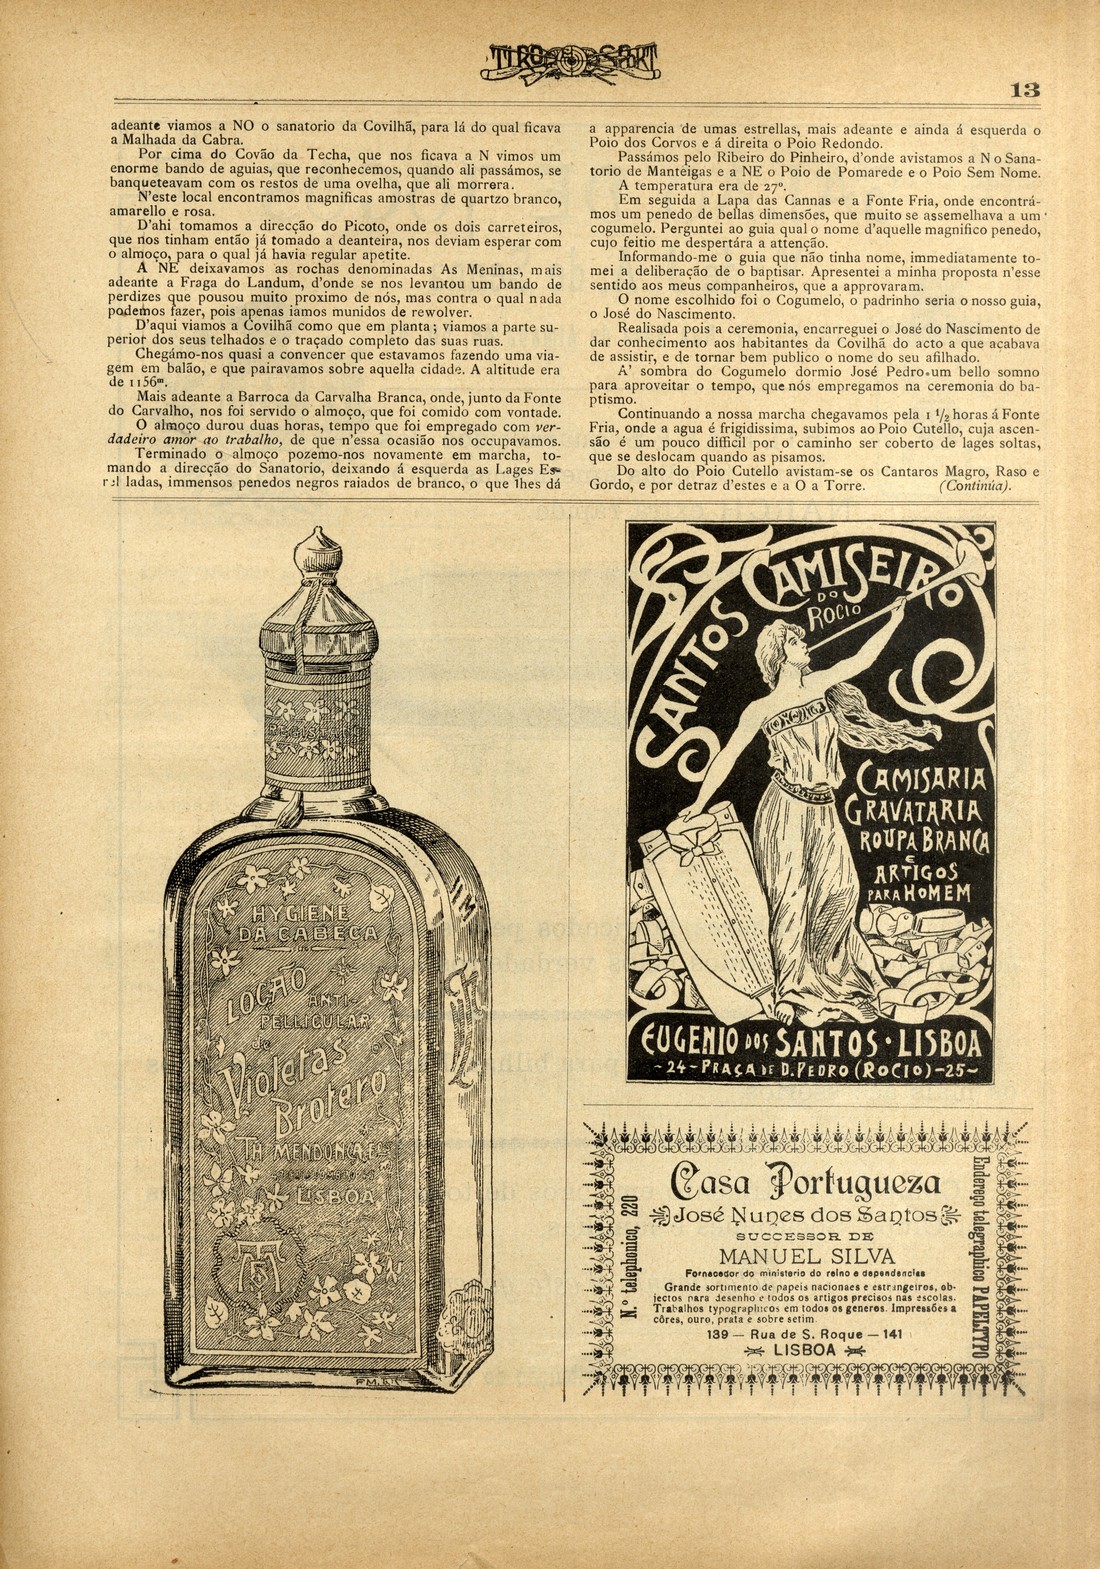 TIRO E SPORT
13
adeante viamos a NO o sanatorio da Covilhã, para lá do qual ficava
a Malhada da Cabra.
Por cima do Covão da Techa, que nos ficava a N vimos um
enorme bando de aguias, que reconhecemos, quando ali passámos, se
banqueteavam com os restos de uma ovelha, que ali morrera.
N'este local encontramos magnificas amostras de quartzo branco,
amarello e rosa.
D'ahi tomamos a direcção do Picoto, onde os dois carreteiros,
que nos tinham então já tomado a deanteira, nos deviam esperar com
o almoço, para o qual já havia regular apetite.
A NE deixavamos as rochas denominadas As Meninas, mais
adeante a Fraga do Landum, d'onde se nos levantou um bando de
perdizes que pousou muito proximo de nós, mas contra o qual nada
podemos fazer, pois apenas iamos munidos de rewolver.
D'aqui viamos a Covilhã como que em planta; viamos a parte su-
perior dos seus telhados e o traçado completo das suas ruas.
Chegámo-nos quasi a convencer que estavamos fazendo uma via-
gem em balão, e que pairavamos sobre aquella cidade. A altitude era
de 1156m.
Mais adeante a Barroca da Carvalha Branca, onde, junto da Fonte
do Carvalho, nos foi servido o almoço, que foi comido com vontade.
O almoço durou duas horas, tempo que foi empregado com ver-
dadeiro amor ao trabalho, de que n'essa ocasião nos occupavamos.
Terminado o almoço pozemo-nos novamente em marcha, to-
mando a direcção do Sanatorio, deixando á esquerda as Lages Es-
ladas, immensos penedos negros raiados de branco, o que lhes dá
a apparencia de umas estrellas, mais adeante e ainda á esquerda o
Poio dos Corvos e á direita o Poio Redondo.
Passámos pelo Ribeiro do Pinheiro, d'onde avistamos a N o Sana-
torio de Manteigas e a NE o Poio de Pomarede e o Poio Sem Nome.
A temperatura era de 27º.
Em seguida a Lapa das Cannas e a Fonte Fria, onde encontrá-
mos um penedo de bellas dimensões, que muito se assemelhava a um
cogumelo. Perguntei ao guia qual o nome d'aquelle magnifico penedo,
cujo feitio me despertára a attenção.
Informando-me o guia que não tinha nome, immediatamente to-
mei a deliberação de o baptisar. Apresentei a minha proposta n'esse
sentido aos meus companheiros, que a approvaram.
O nome escolhido foi o Cogumelo, o padrinho seria o nosso guia,
o José do Nascimento.
Realisada pois a ceremonia, encarreguei o José do Nascimento de
dar conhecimento aos habitantes da Covilhã do acto a que acabava
de assistir, e de tornar bem publico o nome do seu afilhado.
A' sombra do Cogumelo dormio José Pedro um bello somno
para aproveitar o tempo, que nós empregamos na ceremonia do ba-
ptismo.
Continuando a nossa marcha chegavamos pela 1 1/2 horas á Fonte
Fria, onde a agua é frigidissima, subimos ao Poio Cutello, cuja ascen-
são é um pouco difficil por o caminho ser coberto de lages soltas,
que se deslocam quando as pisamos.
Do alto do Poio Cutello avistam-se os Cantaros Magro, Raso e
Gordo, e por detraz d'estes e a O a Torre. (Continúa).
REGIST
HYGIENE
DA CABEÇA
LOÇÃO
ANTI-
PELLICULAR
de
Violetas
Brotero
TH MENDONÇA
LISBOA
SANTOS CAMISEIRO
DO
ROCIO
CAMISARIA
GRAVATARIA
ROUPA BRANCA
E
ARTIGOS
PARA HOMEM
EUGENIO DOS SANTOS · LISBOA
~24-PRAÇA DE D. PEDRO (ROCIO)-25~
Casa Portugueza
José Nunes dos Santos
SUCCESSOR DE
MANUEL SILVA
Fornecedor do ministerio do reino e dependencias
Grande sortimento de papeis nacionaes e estrangeiros, ob-
jectos para desenho e todos os artigos precisos nas escolas.
Trabalhos typographicos em todos os generos. Impressões a
côres, ouro, prata e sobre setim
139 — Rua de S. Roque — 141
LISBOA
N.º telephonico, 220
Endereço telegraphico PAPELTYPO